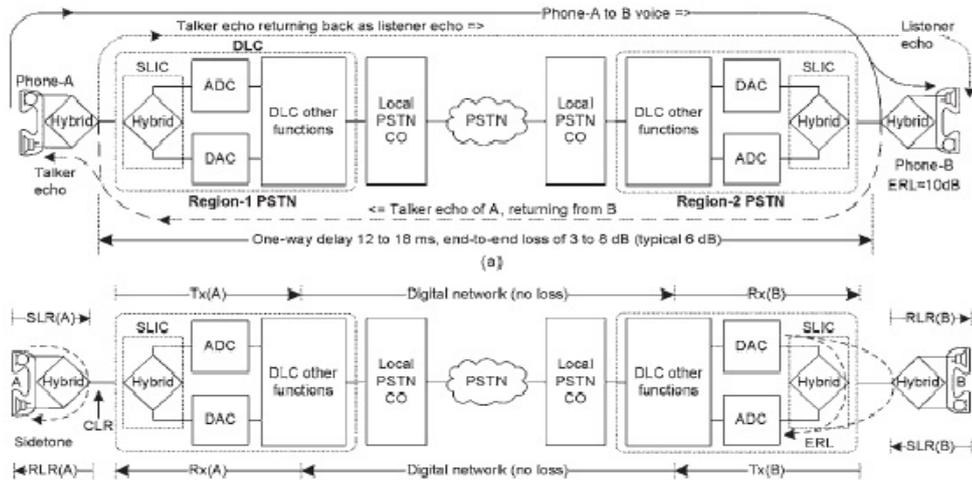 Phone-A to B voice =>
Talker echo returning back as listener echo =>
Listener
echo
DLC
Phone-A
SLIC
ADC
Hybrid
Hybrid
DAC
DLC other
functions
Local
PSTN
CO
PSTN
Local
PSTN
CO
DLC other
functions
DAC
ADC
SLIC
Hybrid
Hybrid
Talker
echo
Phone-B
ERL=10dB
Region-1 PSTN
<= Talker echo of A, returning from B
Region-2 PSTN
One-way delay 12 to 18 ms, end-to-end loss of 3 to 8 dB (typical 6 dB)
(a)
Tx(A)
Digital network (no loss)
Rx(B)
SLR(A)
SLIC
ADC
A
Hybrid
Hybrid
DAC
DLC other
functions
Local
PSTN
CO
PSTN
Local
PSTN
CO
DLC other
functions
DAC
ADC
SLIC
Hybrid
RLR(B)
Hybrid
B
Sidetone
CLR
ERL
SLR(B)
RLR(A)
Rx(A)
Digital network (no loss)
Tx(B)